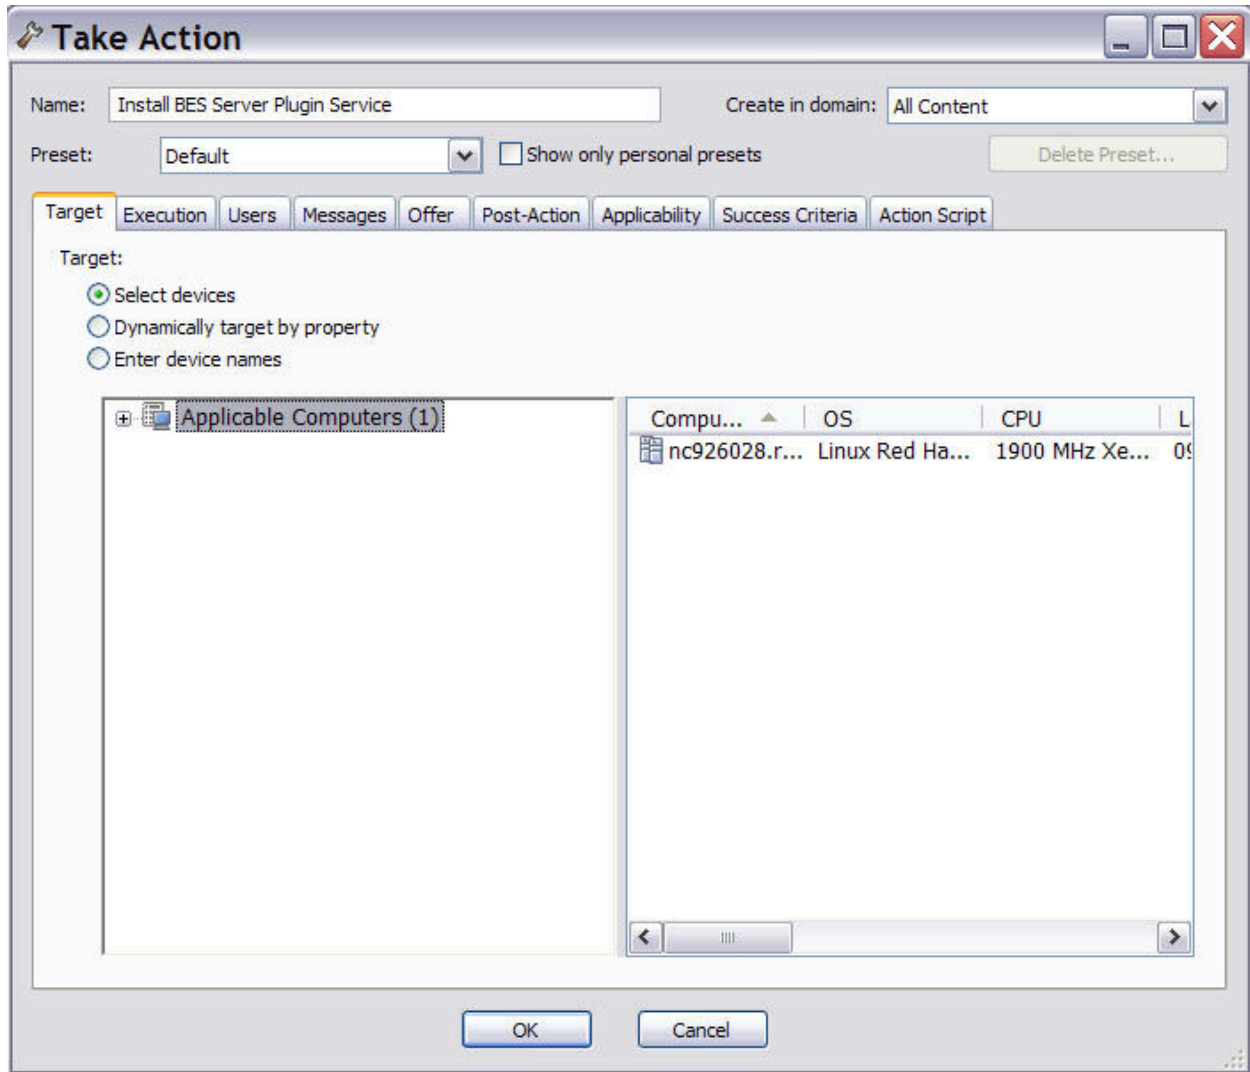 Take Action
Name: Install BES Server Plugin Service Create in domain: All Content
Preset: Default Show only personal presets Delete Preset...
Target Execution Users Messages Offer Post-Action Applicability Success Criteria Action Script
Target:
Select devices
Dynamically target by property
Enter device names
Applicable Computers (1) Compu... OS CPU L
nc926028.r... Linux Red Ha... 1900 MHz Xe... 09
OK Cancel